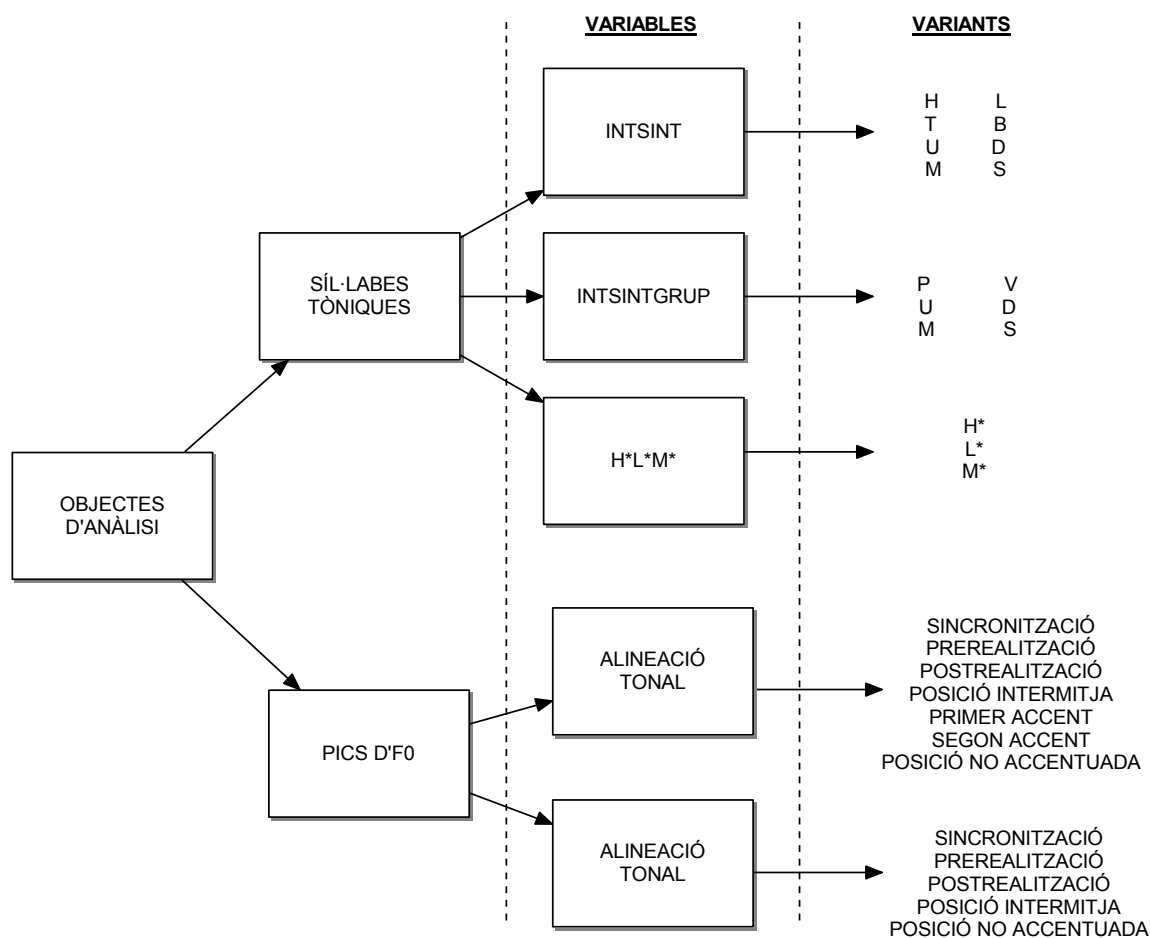 VARIABLES
VARIANTS
INTSINT
H L
T B
U D
M S
SÍL·LABES
TÒNIQUES
INTSINTGRUP
P V
U D
M S
H*L*M*
H*
L*
M*
OBJECTES
D'ANÀLISI
PICS D'F0
ALINEACIÓ
TONAL
SINCRONITZACIÓ
PREREALITZACIÓ
POSTREALITZACIÓ
POSICIÓ INTERMITJA
PRIMER ACCENT
SEGON ACCENT
POSICIÓ NO ACCENTUADA
ALINEACIÓ
TONAL
SINCRONITZACIÓ
PREREALITZACIÓ
POSTREALITZACIÓ
POSICIÓ INTERMITJA
POSICIÓ NO ACCENTUADA